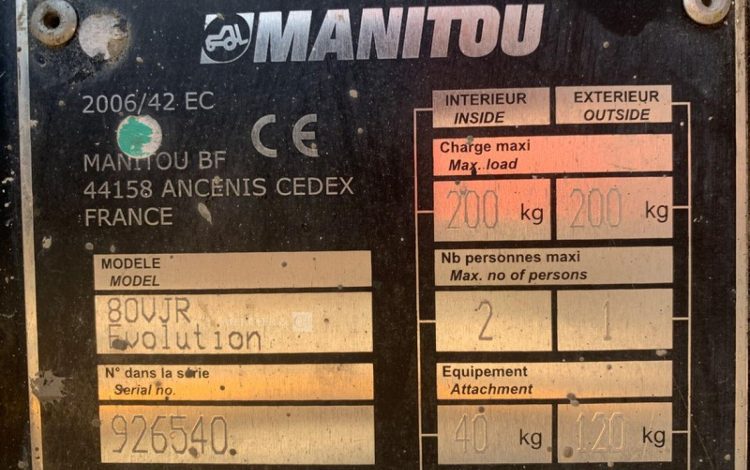 MANITOU
2006/42 EC
CE
MANITOU BF
44158 ANCENIS CEDEX
FRANCE
MODELE
MODEL
80VJR
Evolution
N° dans la série
Serial no.
926540
INTERIEUR EXTERIEUR
INSIDE OUTSIDE
Charge maxi
Max. load
200 kg 200 kg
Nb personnes maxi
Max. no of persons
2 1
Equipement
Attachment
40 kg 120 kg